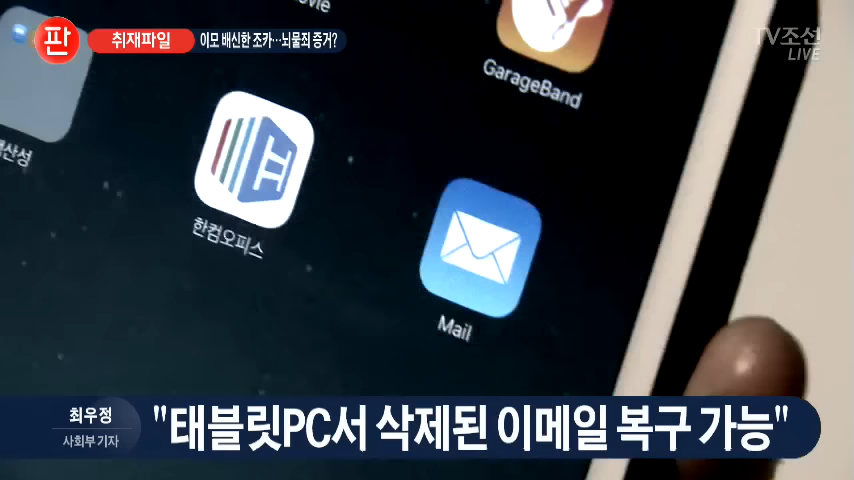 판
취재파일
이모 배신한 조카…뇌물죄 증거?
TV조선
LIVE
GarageBand
한컴오피스
Mail
최우정
사회부 기자
"태블릿PC서 삭제된 이메일 복구 가능"